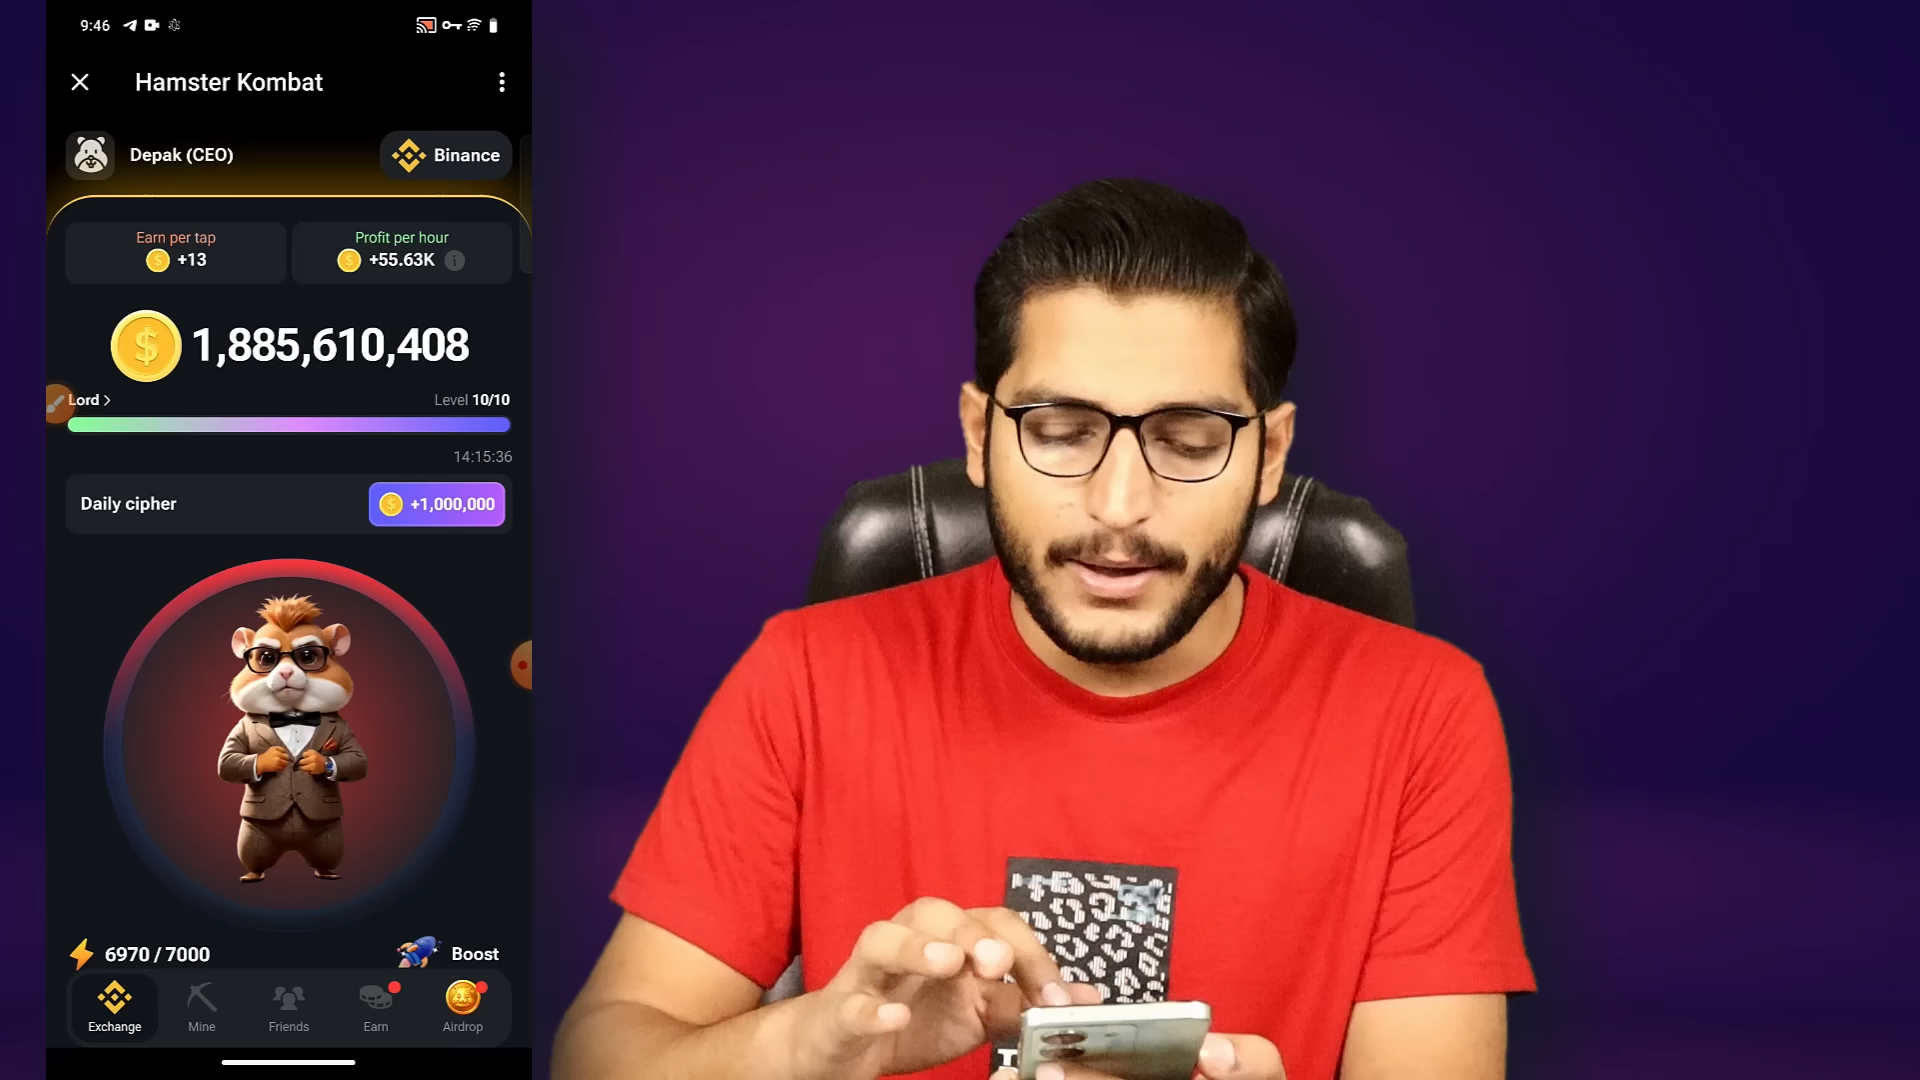 9:46
Hamster Kombat
Depak (CEO)
Binance
Earn per tap
+13
Profit per hour
+55.63K
1,885,610,408
Lord >
Level 10/10
14:15:36
Daily cipher
+1,000,000
6970 / 7000
Boost
Exchange
Mine
Friends
Earn
Airdrop